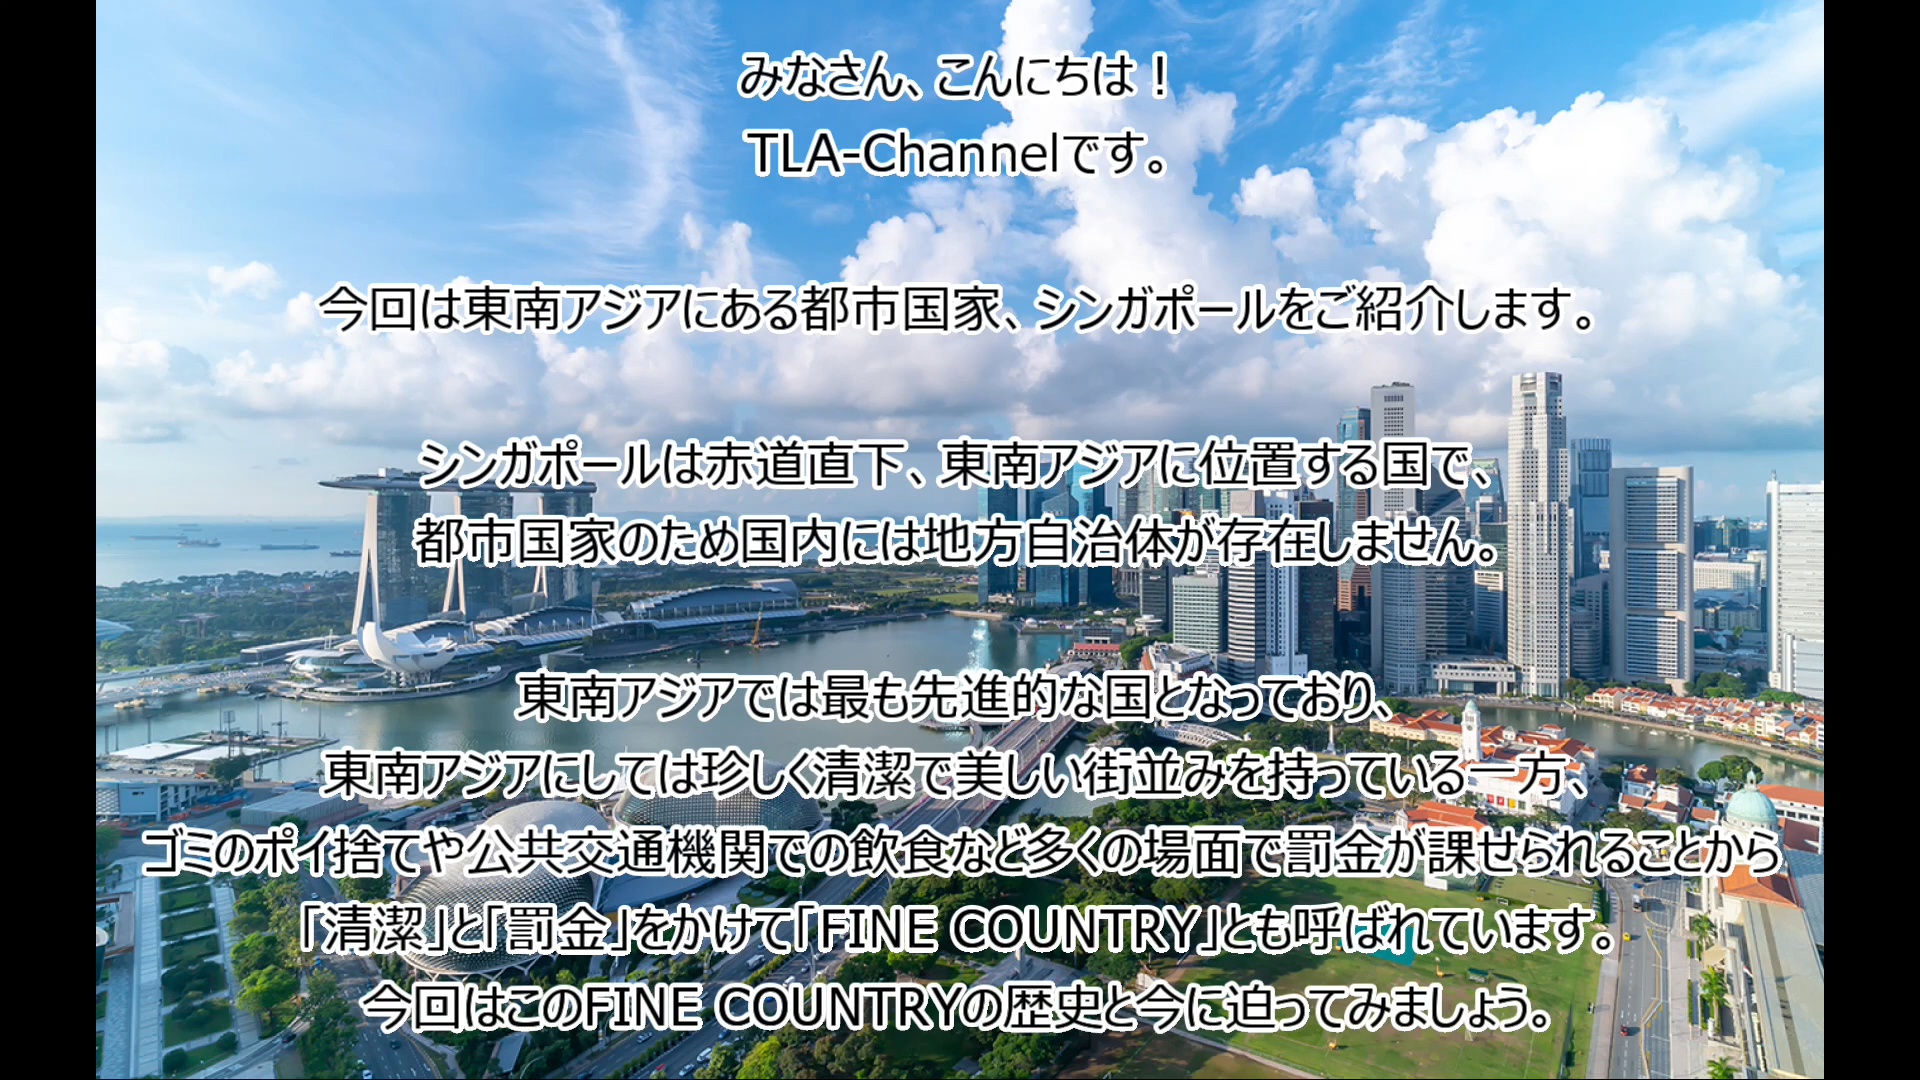 みなさん、こんにちは！
TLA-Channelです。
今回は東南アジアにある都市国家、シンガポールをご紹介します。
シンガポールは赤道直下、東南アジアに位置する国で、
都市国家のため国内には地方自治体が存在しません。
東南アジアでは最も先進的な国となっており、
東南アジアにしては珍しく清潔で美しい街並みを持っている一方、
ゴミのポイ捨てや公共交通機関での飲食など多くの場面で罰金が課せられることから
「清潔」と「罰金」をかけて「FINE COUNTRY」とも呼ばれています。
今回はこのFINE COUNTRYの歴史と今に迫ってみましょう。